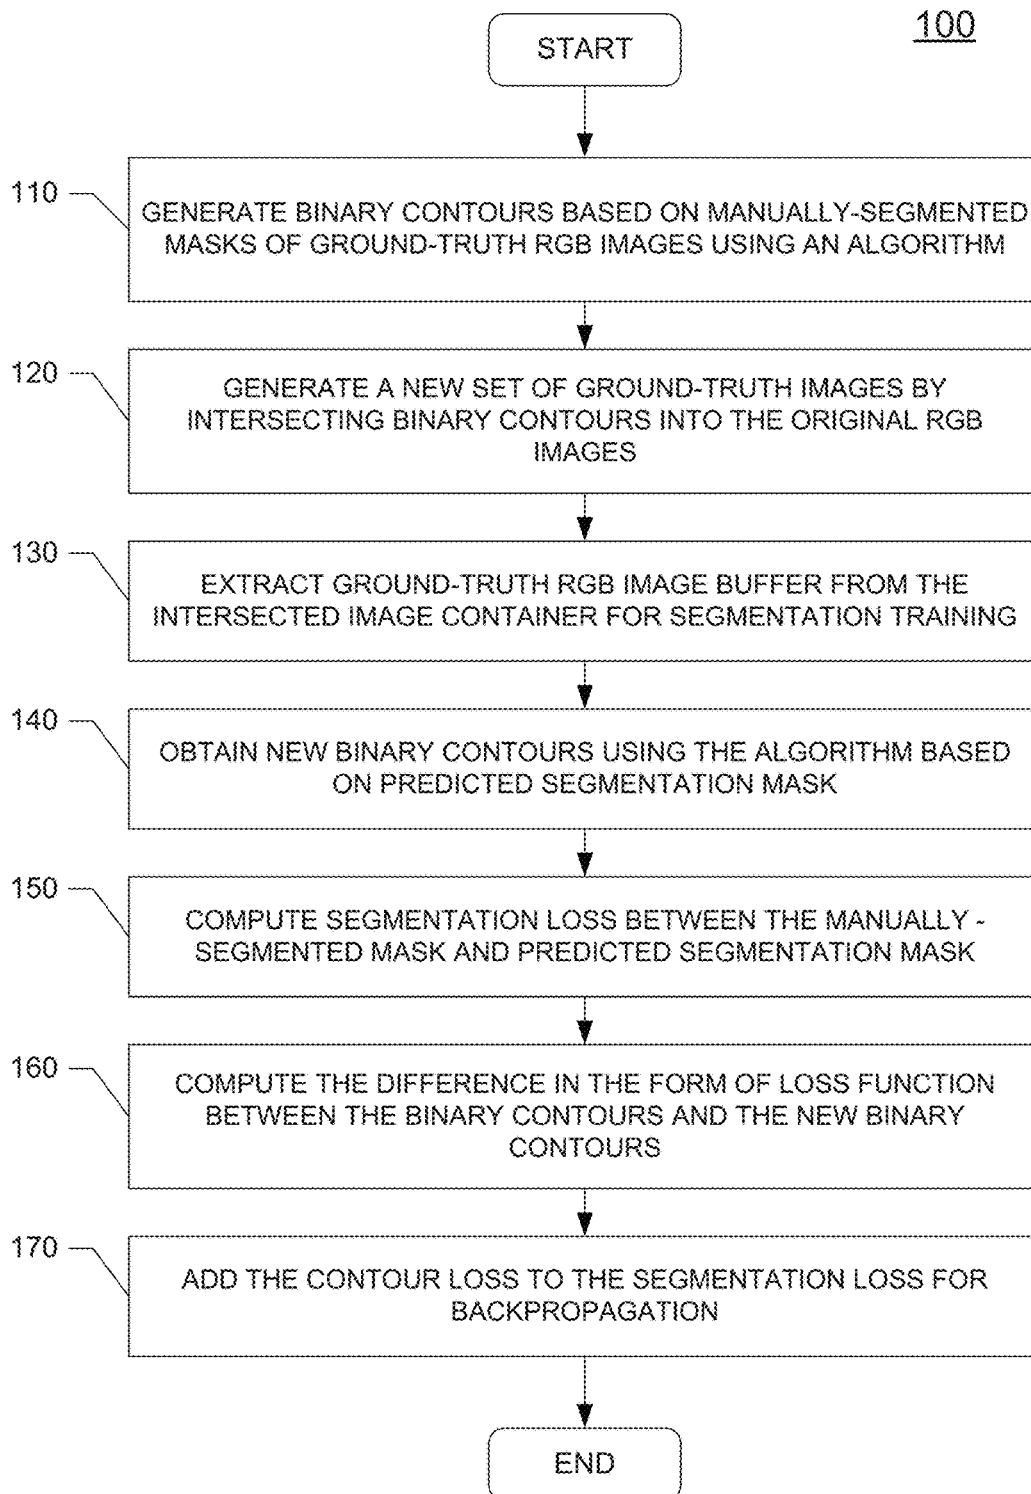 100
START
110
GENERATE BINARY CONTOURS BASED ON MANUALLY-SEGMENTED
MASKS OF GROUND-TRUTH RGB IMAGES USING AN ALGORITHM
120
GENERATE A NEW SET OF GROUND-TRUTH IMAGES BY
INTERSECTING BINARY CONTOURS INTO THE ORIGINAL RGB
IMAGES
130
EXTRACT GROUND-TRUTH RGB IMAGE BUFFER FROM THE
INTERSECTED IMAGE CONTAINER FOR SEGMENTATION TRAINING
140
OBTAIN NEW BINARY CONTOURS USING THE ALGORITHM BASED
ON PREDICTED SEGMENTATION MASK
150
COMPUTE SEGMENTATION LOSS BETWEEN THE MANUALLY -
SEGMENTED MASK AND PREDICTED SEGMENTATION MASK
160
COMPUTE THE DIFFERENCE IN THE FORM OF LOSS FUNCTION
BETWEEN THE BINARY CONTOURS AND THE NEW BINARY
CONTOURS
170
ADD THE CONTOUR LOSS TO THE SEGMENTATION LOSS FOR
BACKPROPAGATION
END